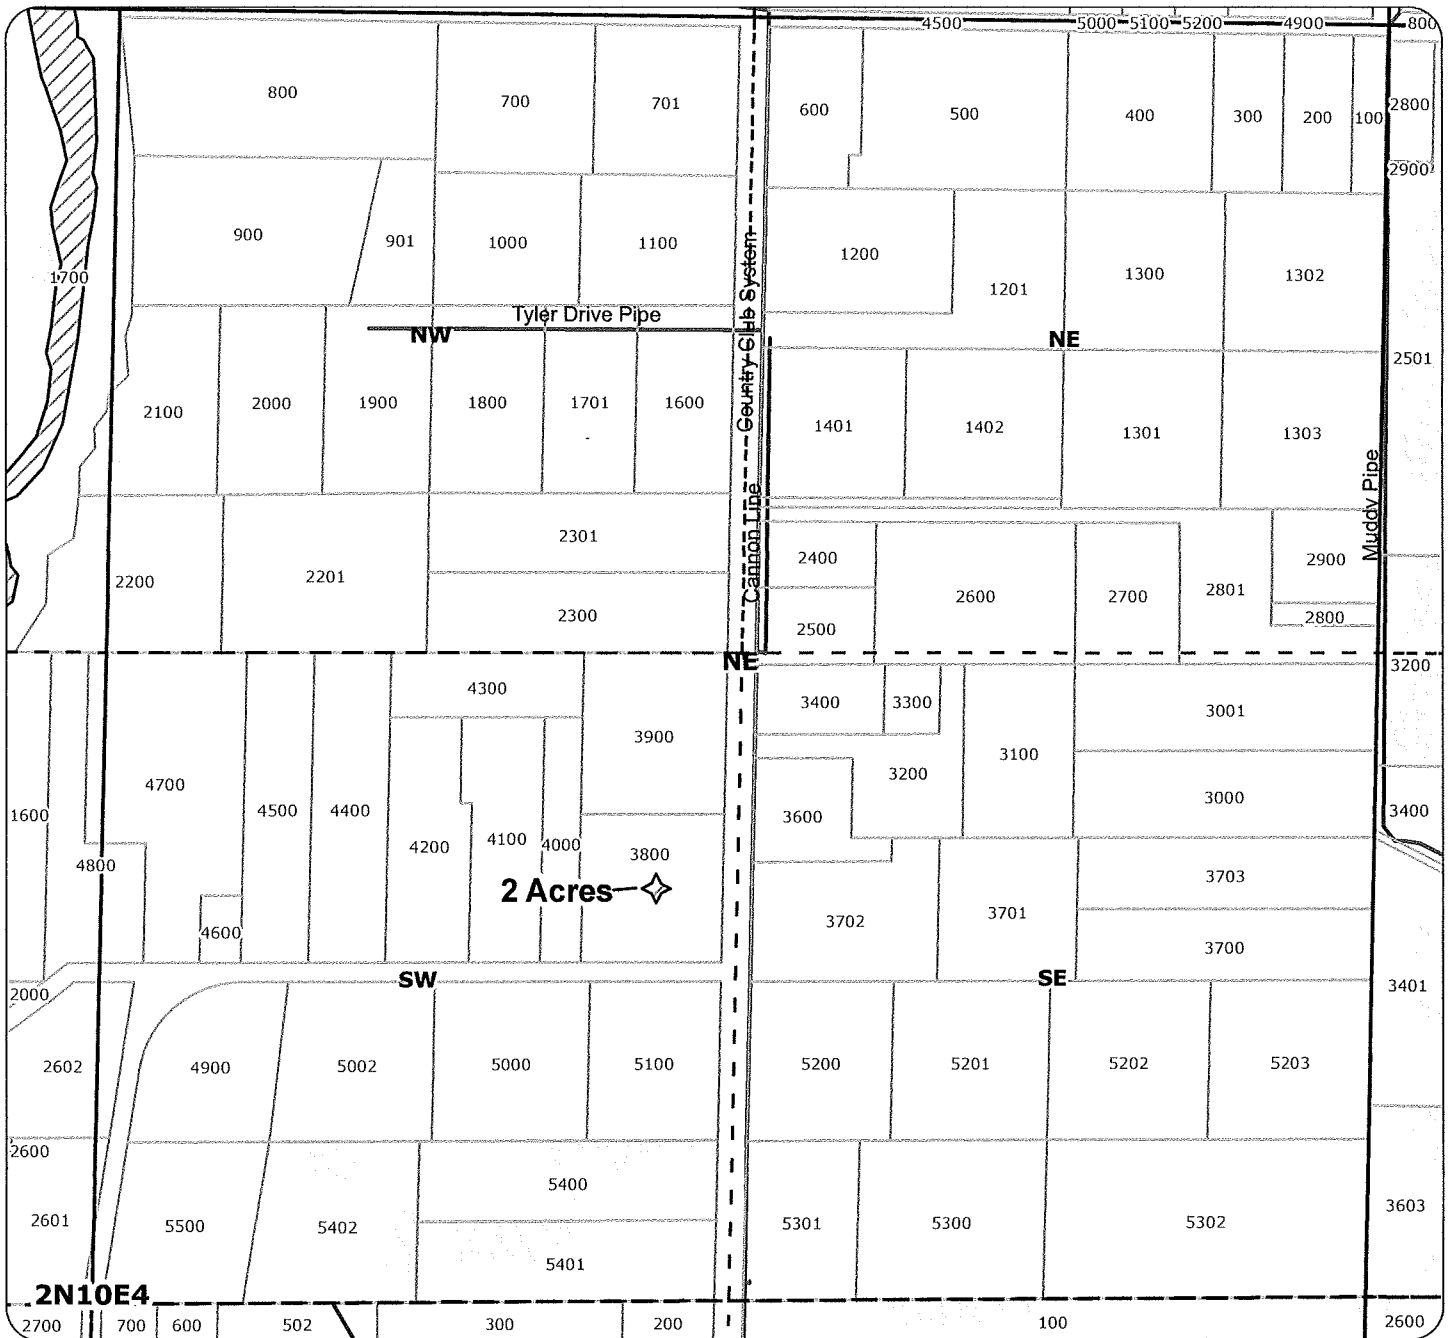 4500 5000 5100 5200 4900 800
800 700 701 600 500 400 300 200 100 2800
2900
900 901 1000 1100 1200 1201 1300 1302
1700
Tyler Drive Pipe
Country Club System
NW NE
2501
2100 2000 1900 1800 1701 1600 1401 1402 1301 1303
Cannon Line
Muddy Pipe
2301 2400 2900
2200 2201 2600 2700 2801
2300 2500 2800
NE
3200
4300 3400 3300 3001
3900
4700 3200 3100
3000
1600 4500 4400 4200 4100 4000 3600 3400
4800 3800
2 Acres
3703
4600 3702 3701
3700
SW SE
2000 3401
2602 4900 5002 5000 5100 5200 5201 5202 5203
2600
5400
2601 5500 5402 5301 5300 5302 3603
5401
2N10E4
2700 700 600 502 300 200 100 2600